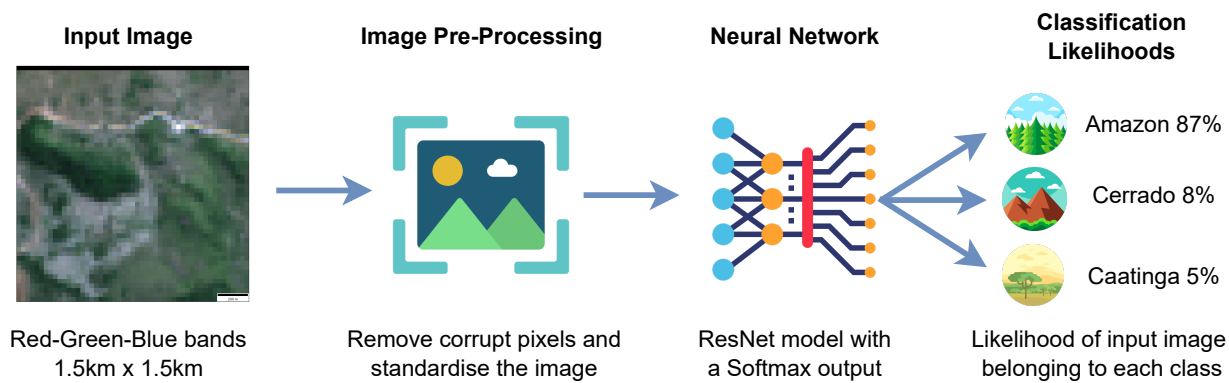 Input Image
Image Pre-Processing
Neural Network
Classification
Likelihoods
Amazon 87%
Cerrado 8%
Caatinga 5%
Red-Green-Blue bands
1.5km x 1.5km
Remove corrupt pixels and
standardise the image
ResNet model with
a Softmax output
Likelihood of input image
belonging to each class